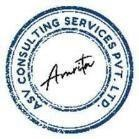 ASV CONSULTING SERVICES PVT. LTD
Amrita